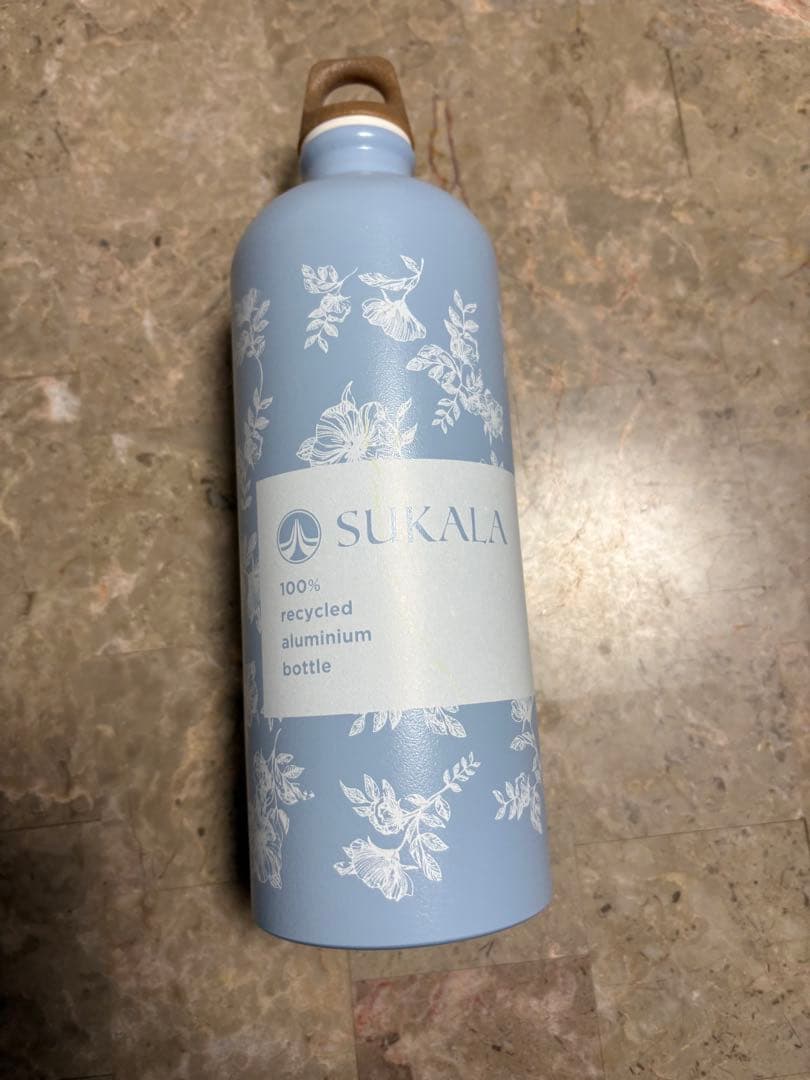 SUKALA
100%
recycled
aluminium
bottle